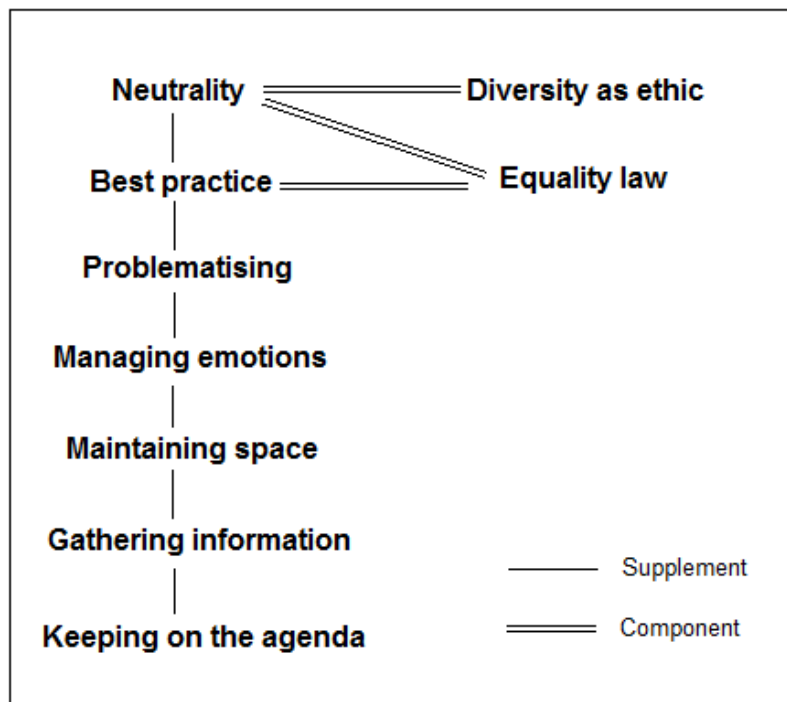 Neutrality
Diversity as ethic
Best practice
Equality law
Problematising
Managing emotions
Maintaining space
Gathering information
Supplement
Keeping on the agenda
Component